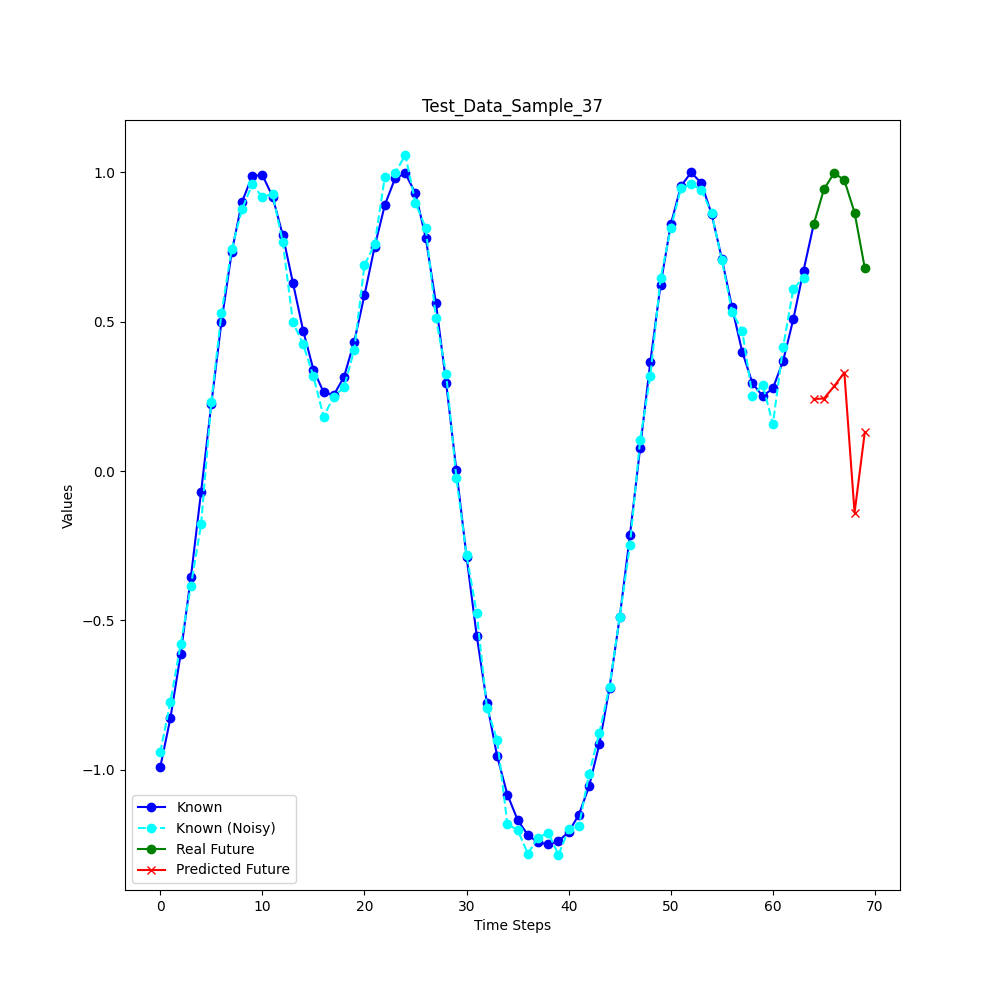 Test_Data_Sample_37
1.0
0.5
0.0
−0.5
−1.0
Values
Known
Known (Noisy)
Real Future
Predicted Future
0 10 20 30 40 50 60 70
Time Steps